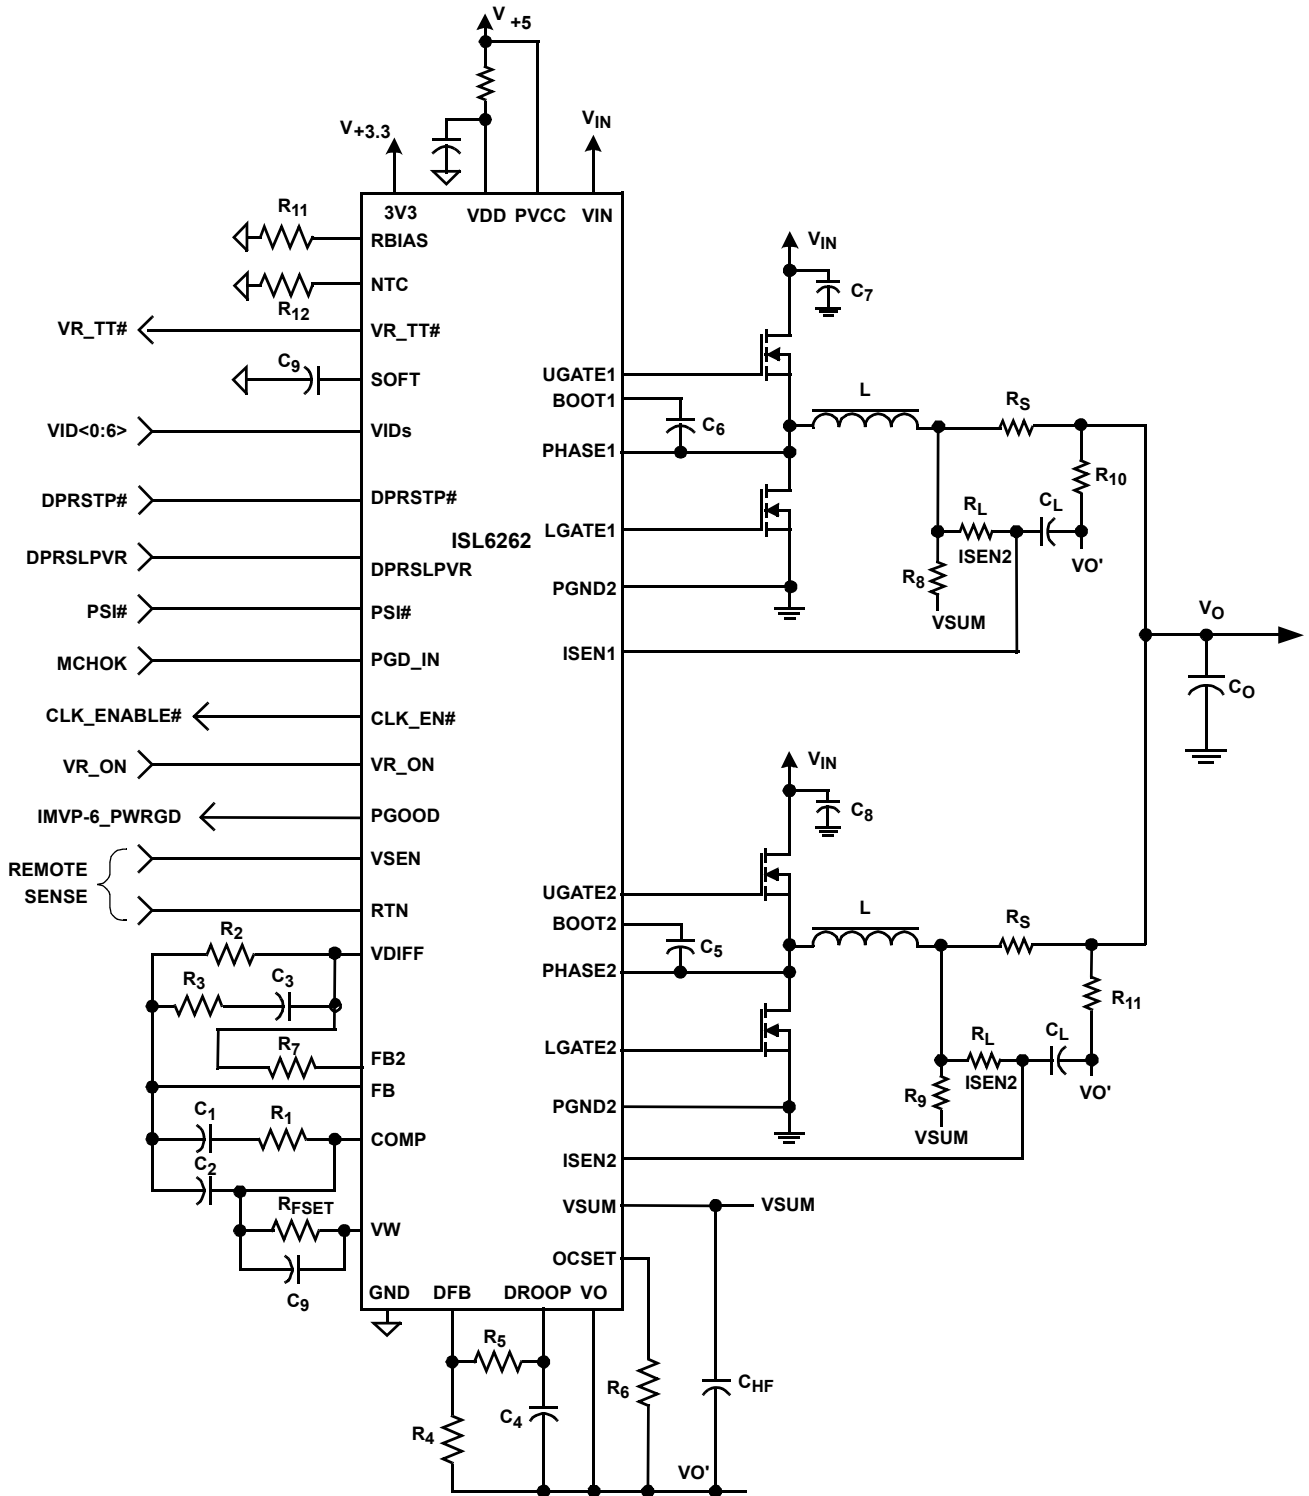 V +5
V+3.3
VIN
3V3
VDD
PVCC
VIN
R11
RBIAS
NTC
R12
VR_TT#
VR_TT#
C9
SOFT
VID<0:6>
VIDs
DPRSTP#
DPRSTP#
ISL6262
DPRSLPVR
DPRSLPVR
PSI#
PSI#
MCHOK
PGD_IN
CLK_ENABLE#
CLK_EN#
VR_ON
VR_ON
IMVP-6_PWRGD
PGOOD
REMOTE
SENSE
VSEN
RTN
R2
VDIFF
R3
C3
R7
FB2
FB
C1
R1
COMP
C2
RFSET
VW
C9
GND
DFB
DROOP
VO
R5
R4
C4
VIN
C7
UGATE1
BOOT1
C6
PHASE1
L
RS
R10
LGATE1
RL
CL
ISEN2
VO'
R8
VSUM
PGND2
ISEN1
VO
CO
VIN
C8
UGATE2
BOOT2
C5
PHASE2
L
RS
R11
LGATE2
RL
CL
ISEN2
VO'
R9
VSUM
PGND2
ISEN2
VSUM
VSUM
OCSET
R6
CHF
VO'